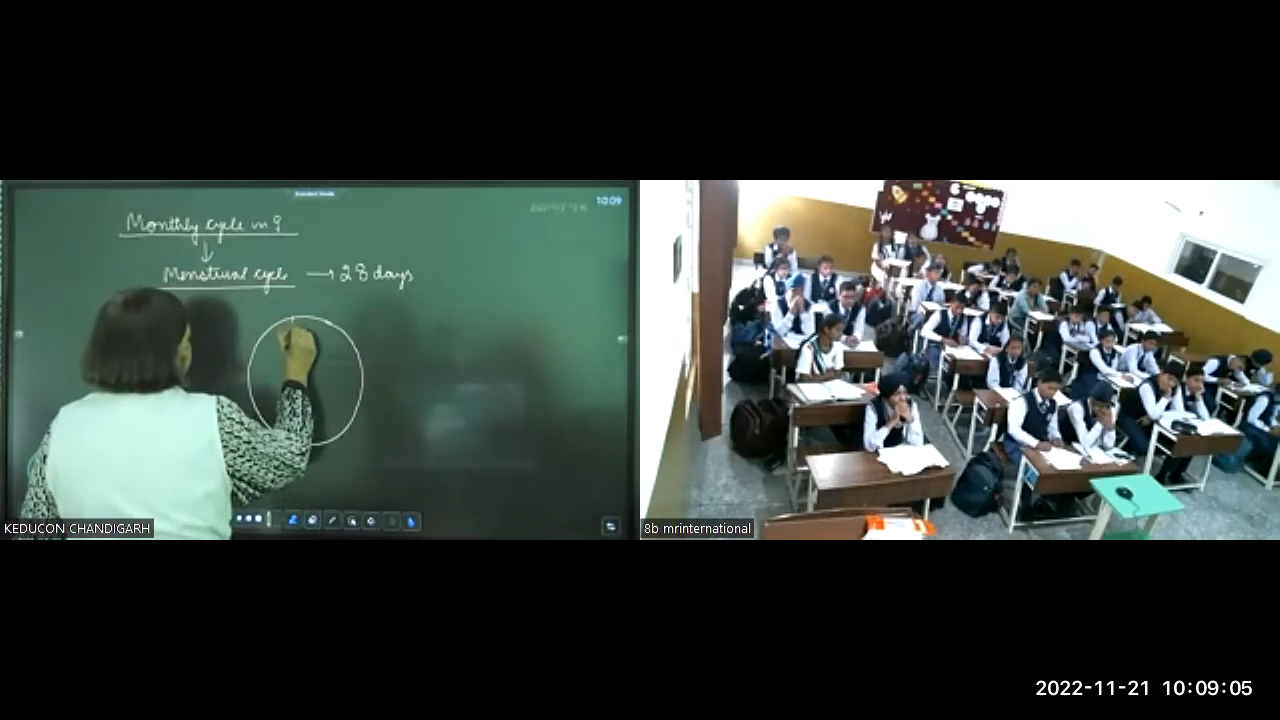 10:09
Monthly cycle in ♀
↓
Menstrual cycle → 28 days
KEDUCON CHANDIGARH
8b mrinternational
2022-11-21 10:09:05